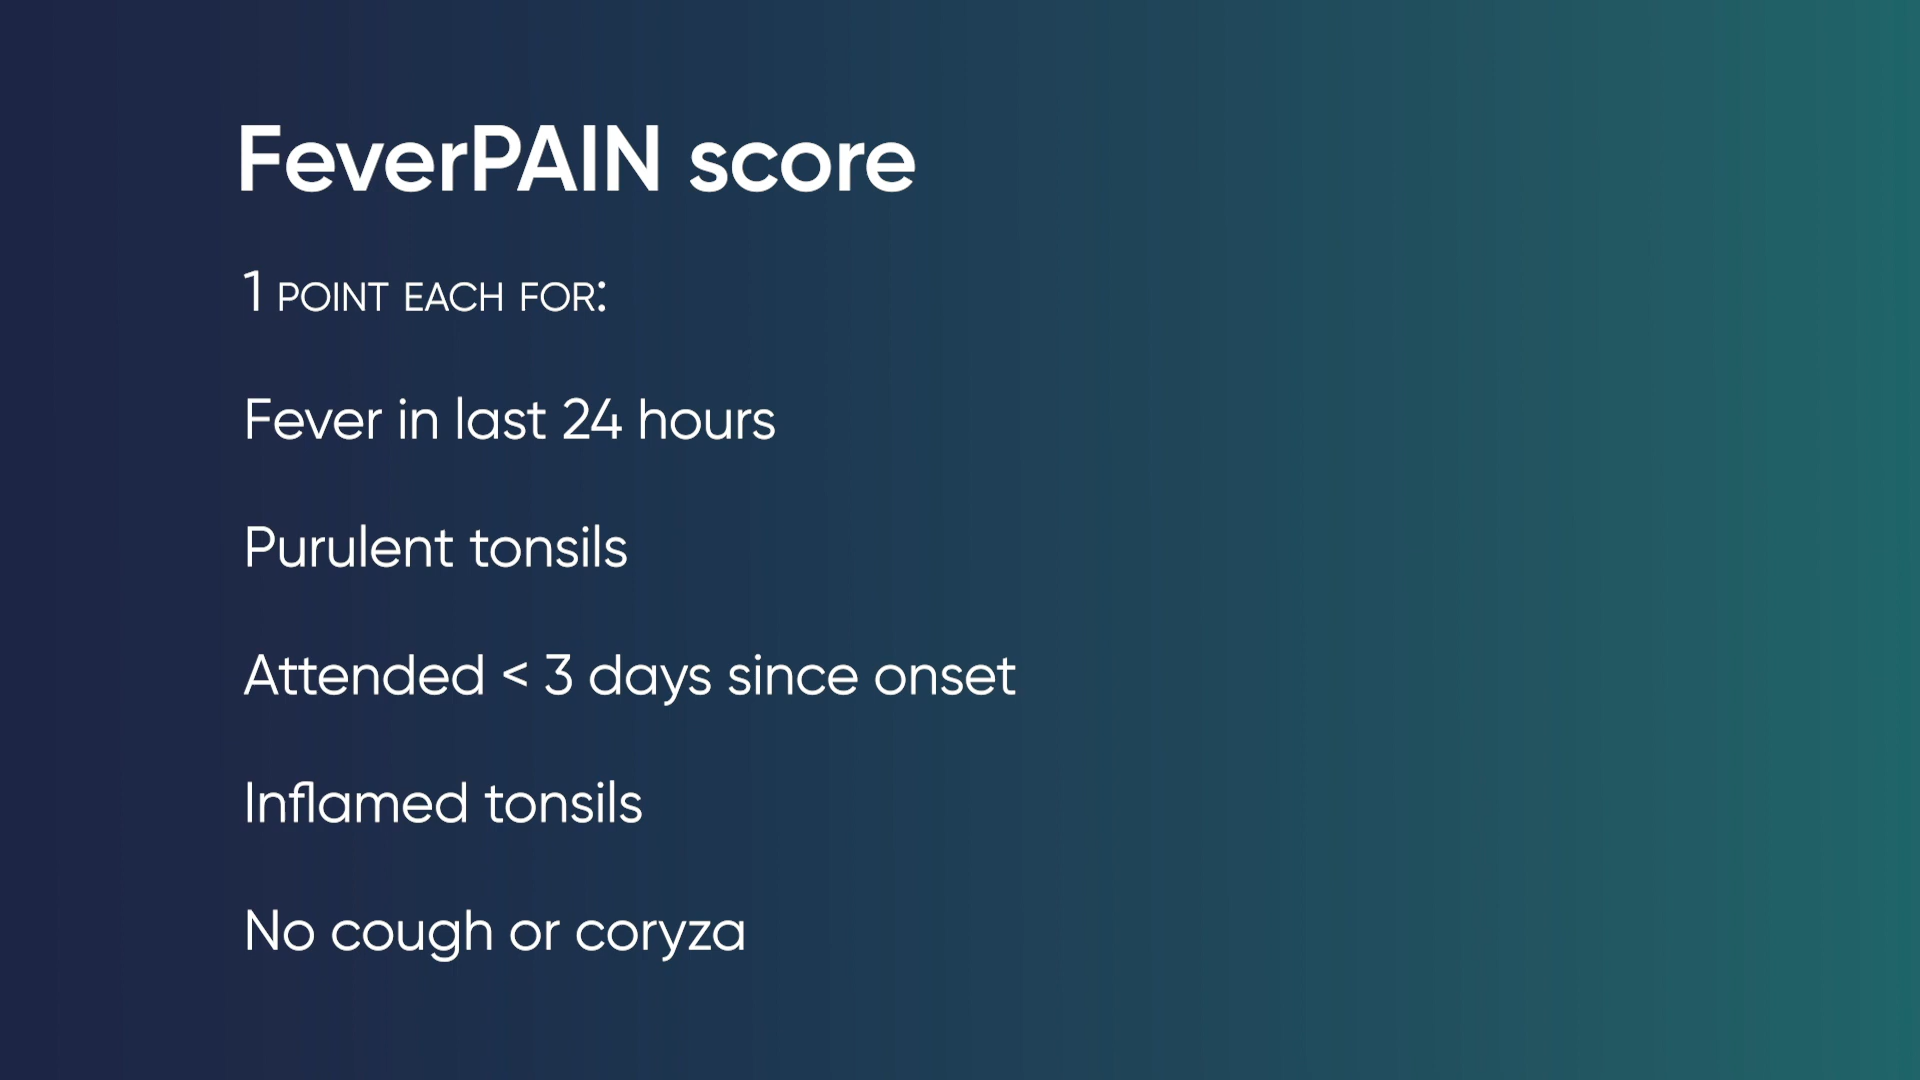 FeverPAIN score
1 POINT EACH FOR:
Fever in last 24 hours
Purulent tonsils
Attended < 3 days since onset
Inflamed tonsils
No cough or coryza